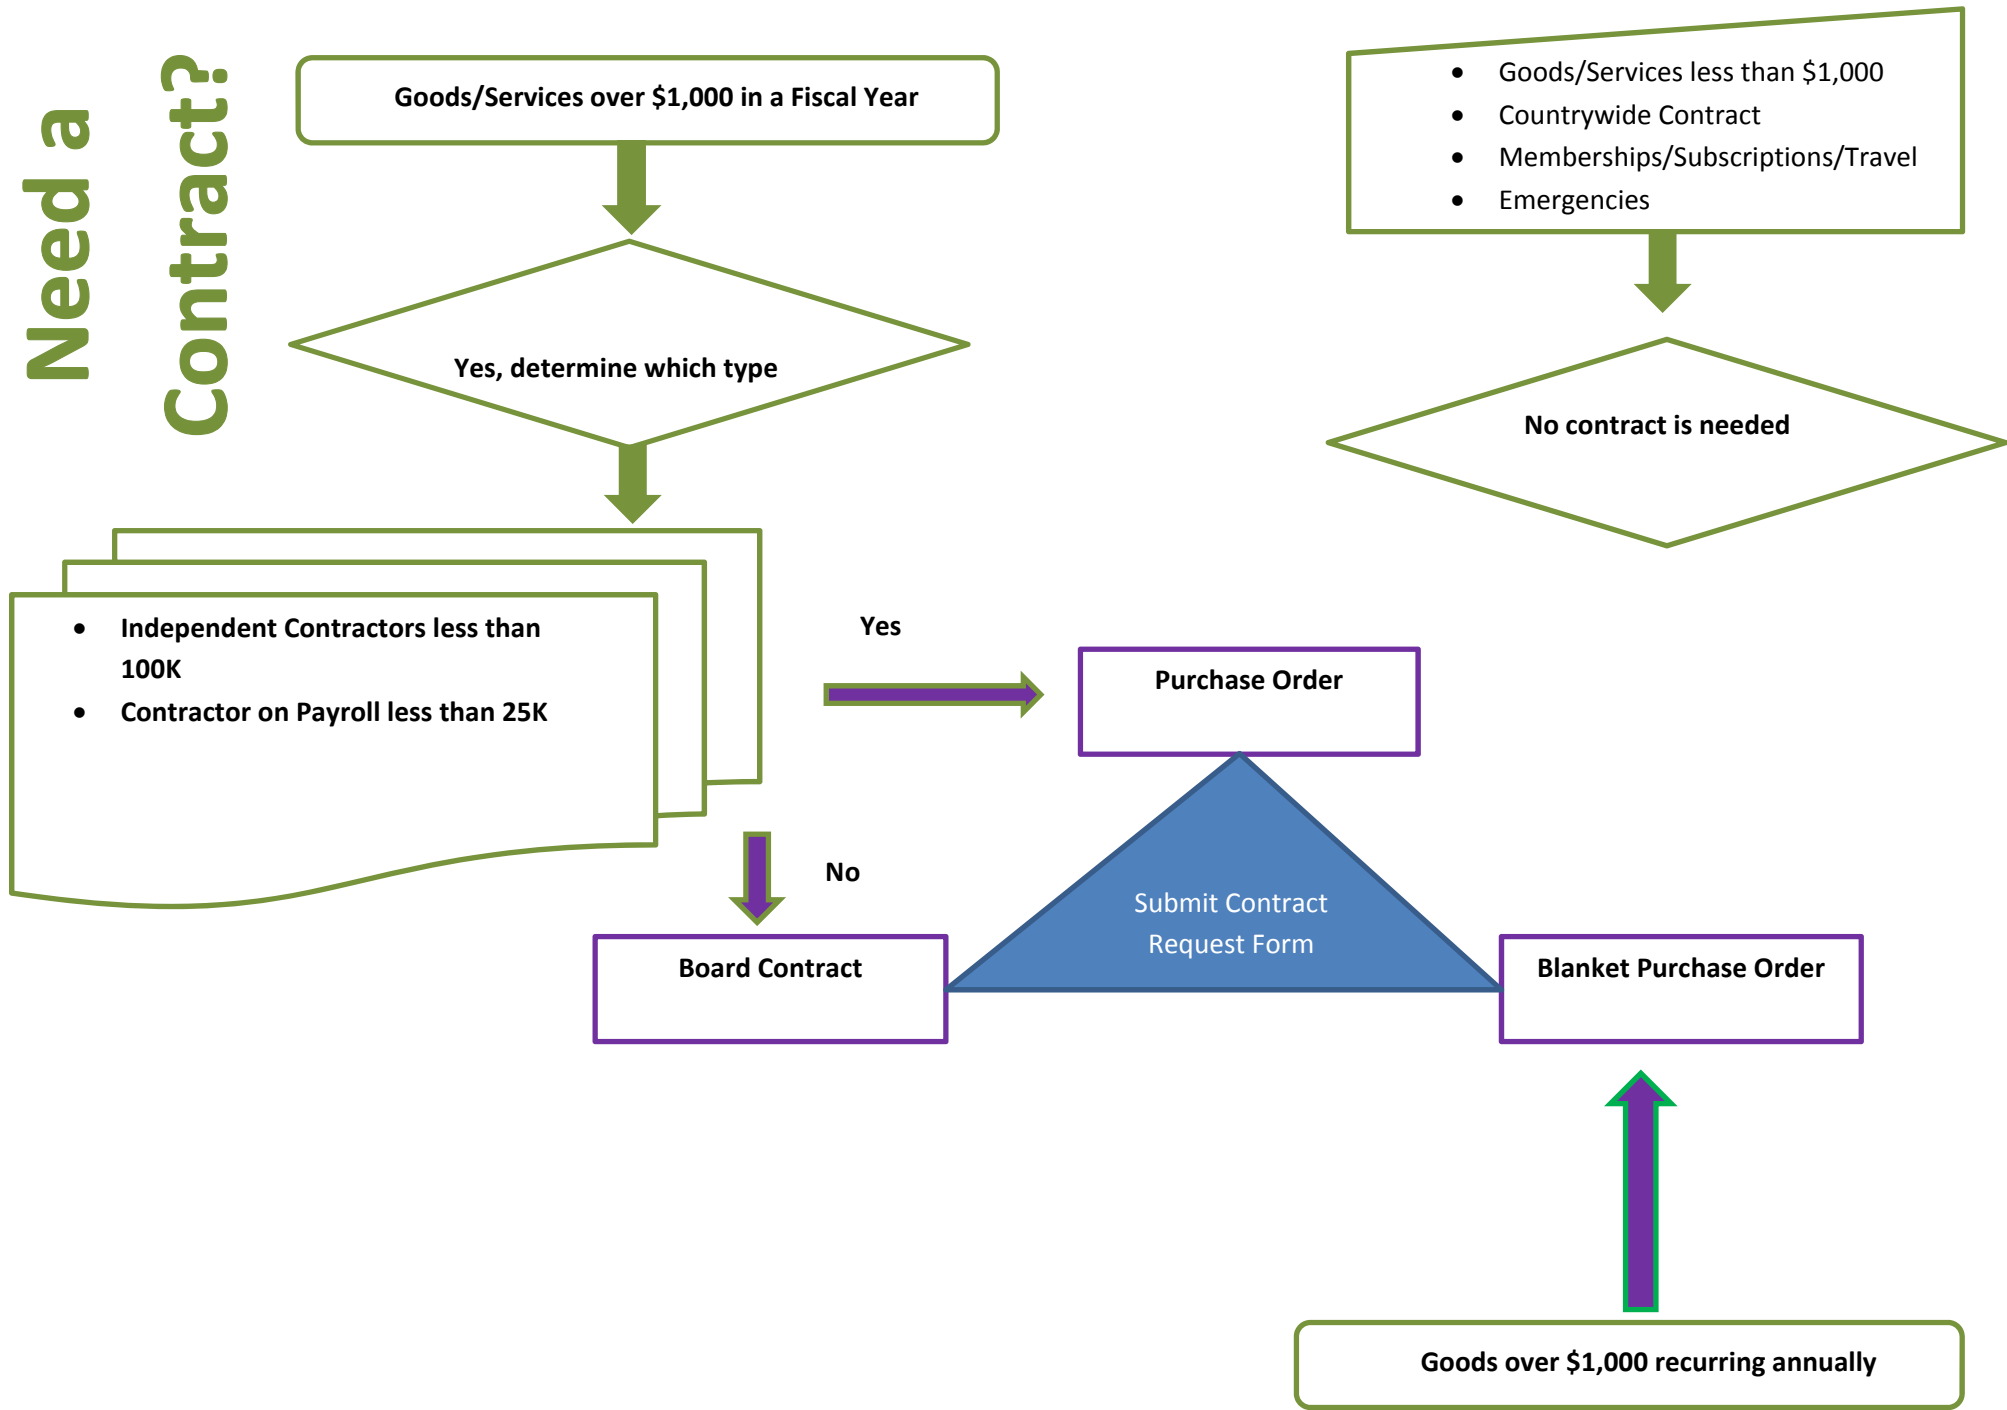 Need a
Contract?
Goods/Services over $1,000 in a Fiscal Year
Yes, determine which type
• Goods/Services less than $1,000
• Countrywide Contract
• Memberships/Subscriptions/Travel
• Emergencies
No contract is needed
• Independent Contractors less than
100K
• Contractor on Payroll less than 25K
Yes
Purchase Order
No
Submit Contract
Request Form
Board Contract
Blanket Purchase Order
Goods over $1,000 recurring annually